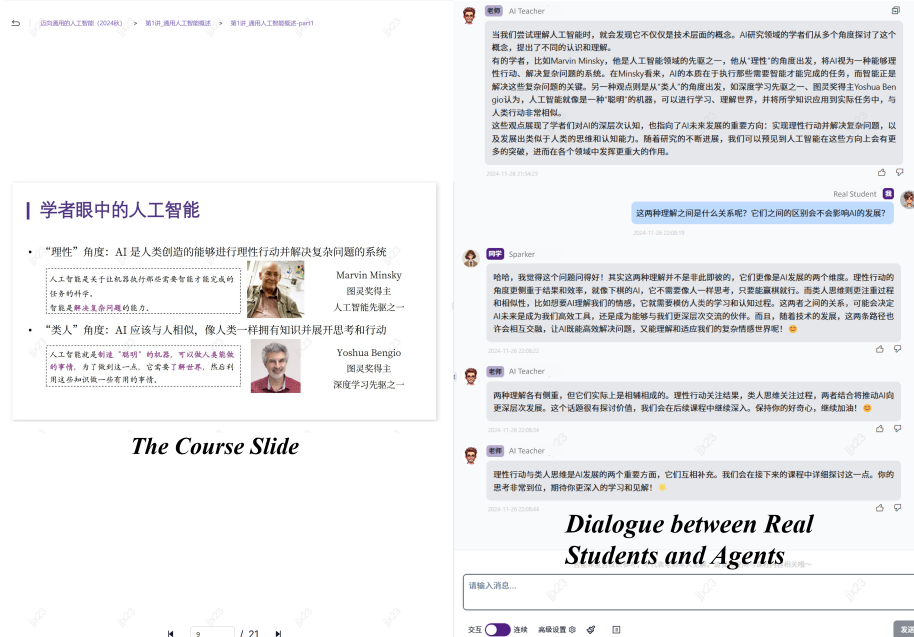 迈向通用的人工智能（2024秋） > 第1讲_通用人工智能概述 > 第1讲_通用人工智能概述-part1
学者眼中的人工智能
• “理性”角度：AI 是人类创造的能够进行理性行动并解决复杂问题的系统
人工智能是关于让机器执行那些需要智能才能完成的
任务的科学。
智能是解决复杂问题的能力。
Marvin Minsky
图灵奖得主
人工智能先驱之一
• “类人”角度：AI 应该与人相似，像人类一样拥有知识并展开思考和行动
人工智能就是制造“聪明”的机器，可以做人类能做
的事情。为了做到这一点，它需要了解世界，然后利
用这些知识做一些有用的事情。
Yoshua Bengio
图灵奖得主
深度学习先驱之一
The Course Slide
9 / 21
老师 AI Teacher
当我们尝试理解人工智能时，就会发现它不仅仅是技术层面的概念。AI研究领域的学者们从多个角度探讨了这个
概念，提出了不同的认识和理解。
有的学者，比如Marvin Minsky，他是人工智能领域的先驱之一，他从"理性"的角度出发，将AI视为一种能够理
性行动、解决复杂问题的系统。在Minsky看来，AI的本质在于执行那些需要智能才能完成的任务，而智能正是
解决这些复杂问题的关键。另一种观点则是从"类人"的角度出发，如深度学习先驱之一、图灵奖得主Yoshua Ben
gio认为，人工智能就像是一种"聪明"的机器，可以进行学习、理解世界，并将所学知识应用到实际任务中，与
人类行动非常相似。
这些观点展现了学者们对AI的深层次认知，也指向了AI未来发展的重要方向：实现理性行动并解决复杂问题，以
及发展出类似于人类的思维和认知能力。随着研究的不断进展，我们可以预见到人工智能在这些方向上会有更
多的突破，进而在各个领域中发挥更重大的作用。
2024-11-26 21:54:23
Real Student 我
这两种理解之间是什么关系呢？它们之间的区别会不会影响AI的发展？
2024-11-26 22:08:19
同学 Sparker
哈哈，我觉得这个问题问得好！其实这两种理解并不是非此即彼的，它们更像是AI发展的两个维度。理性行动的
角度更侧重于结果和效率，就像下棋的AI，它不需要像人一样思考，只要能赢棋就行。而类人思维则更注重过程
和相似性，比如想要AI理解我们的情感，它就需要模仿人类的学习和认知过程。这两者之间的关系，可能会决定
AI未来是成为我们高效工具，还是成为能够与我们更深层次交流的伙伴。而且，随着技术的发展，这两条路径也
许会相互交融，让AI既能高效解决问题，又能理解和适应我们的复杂情感世界呢！😊
2024-11-26 22:08:22
老师 AI Teacher
两种理解各有侧重，但它们实际上是相辅相成的。理性行动关注结果，类人思维关注过程，两者结合将推动AI向
更深层次发展。这个话题很有探讨价值，我们会在后续课程中继续深入。保持你的好奇心，继续加油！😊
2024-11-26 22:08:34
老师 AI Teacher
理性行动与类人思维是AI发展的两个重要方面，它们互相补充。我们会在接下来的课程中详细探讨这一点。你的
思考非常到位，期待你更深入的学习和见解！🌟
2024-11-26 22:08:44
Dialogue between Real
Students and Agents
请输入消息...
交互 连续 高级设置
发送